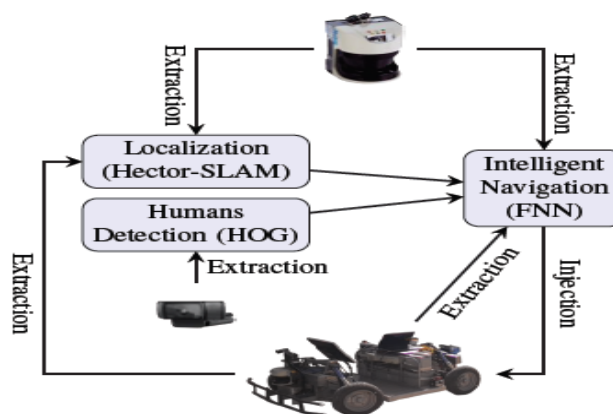 Extraction
Extraction
Localization
(Hector-SLAM)
Intelligent
Navigation
(FNN)
Humans
Detection (HOG)
Extraction
Extraction
Extraction
Injection